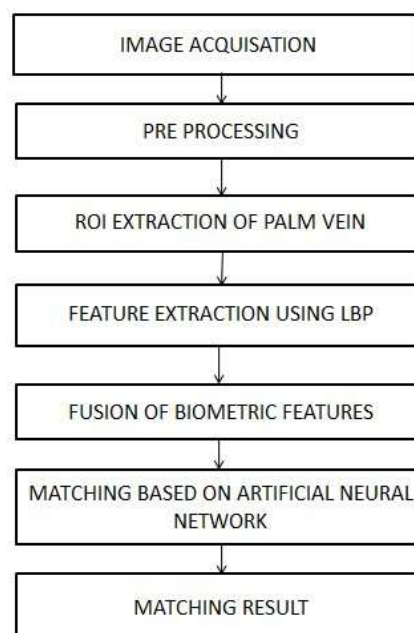 IMAGE ACQUISATION
PRE PROCESSING
ROI EXTRACTION OF PALM VEIN
FEATURE EXTRACTION USING LBP
FUSION OF BIOMETRIC FEATURES
MATCHING BASED ON ARTIFICIAL NEURAL
NETWORK
MATCHING RESULT